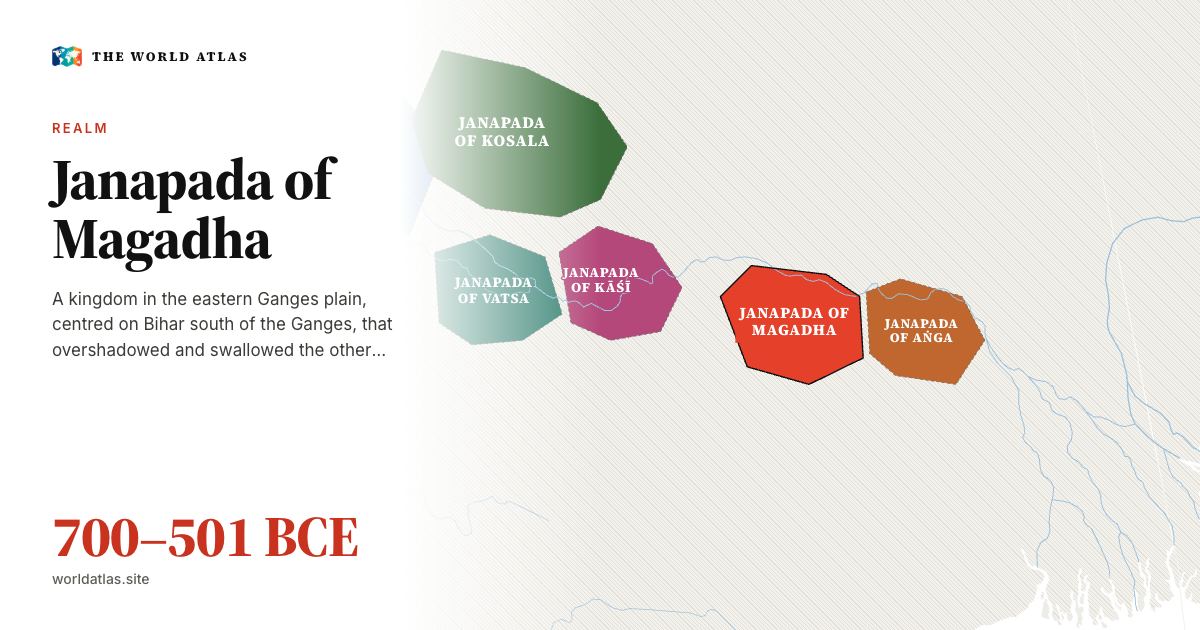 THE WORLD ATLAS
REALM
Janapada of
Magadha
A kingdom in the eastern Ganges plain,
centred on Bihar south of the Ganges, that
overshadowed and swallowed the other...
700–501 BCE
worldatlas.site
JANAPADA
OF KOSALA
JANAPADA
OF VATSA
JANAPADA
OF KĀŚĪ
JANAPADA OF
MAGADHA
JANAPADA
OF AṄGA